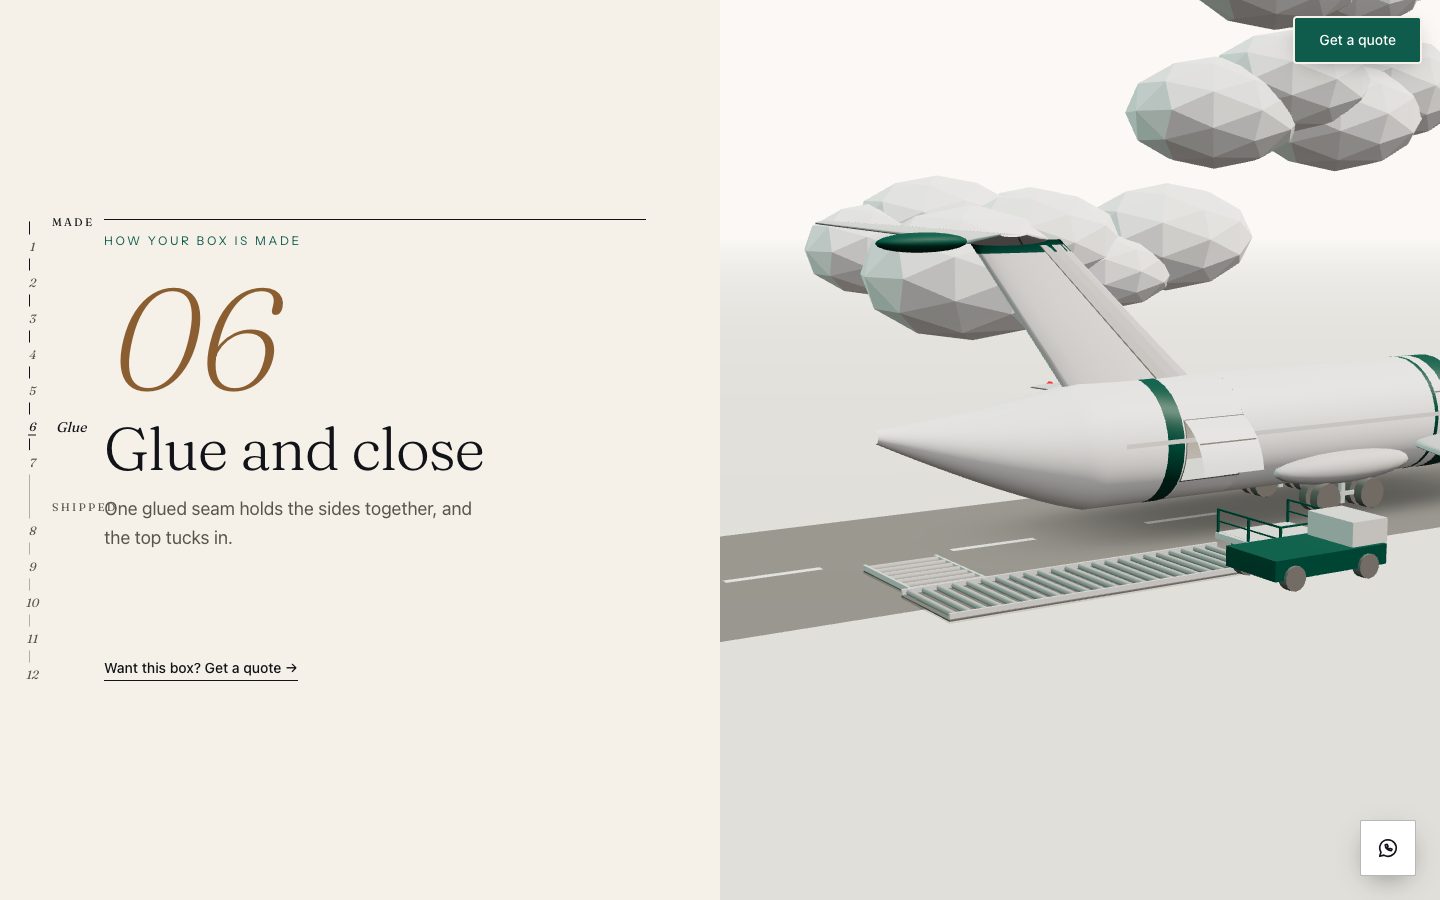 Get a quote
MADE
HOW YOUR BOX IS MADE
1
2
3
4
5
6 Glue
7
8
9
10
11
12
06
Glue and close
SHIPPED
One glued seam holds the sides together, and
the top tucks in.
Want this box? Get a quote →